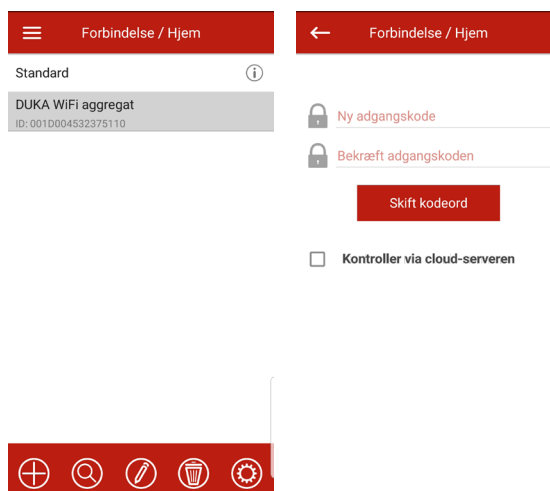 Forbindelse / Hjem
Standard
DUKA WiFi aggregat
ID: 001D004532375110
Forbindelse / Hjem
Ny adgangskode
Bekræft adgangskoden
Skift kodeord
Kontroller via cloud-serveren